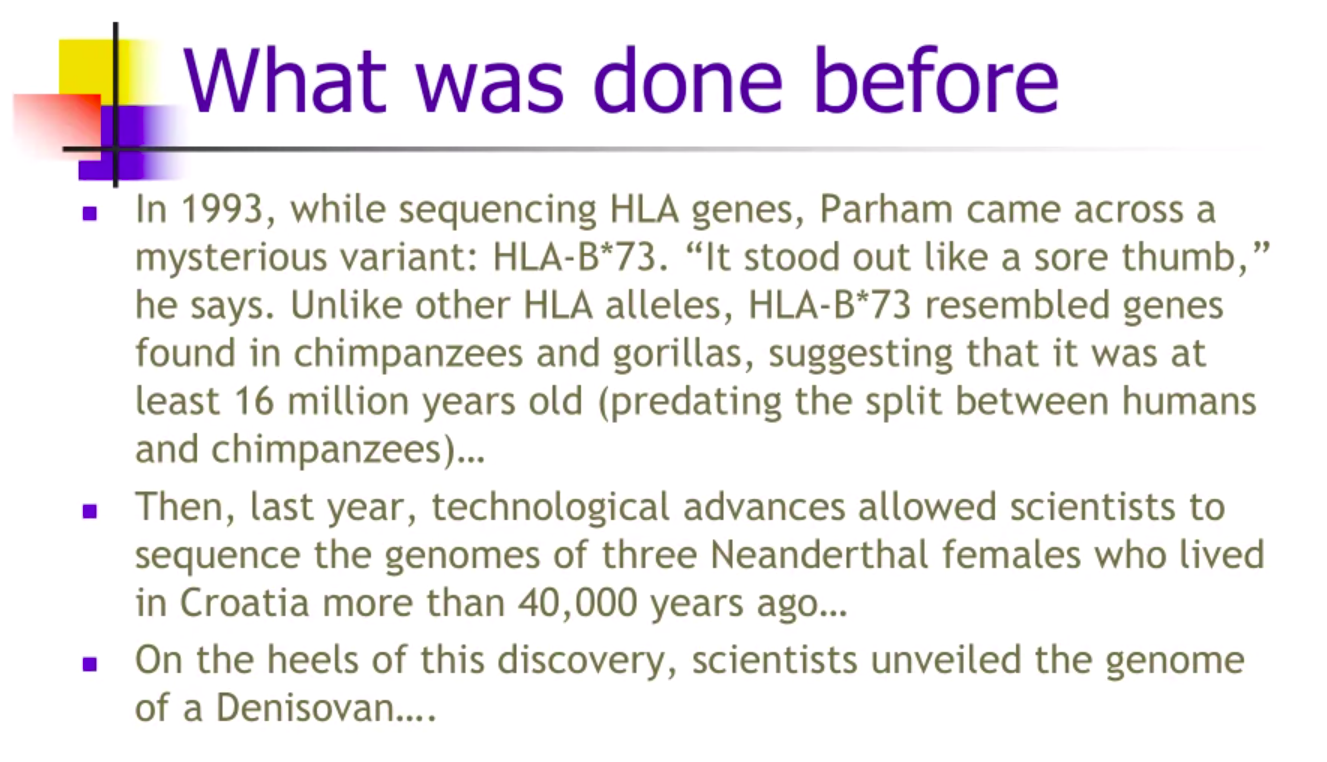 What was done before
In 1993, while sequencing HLA genes, Parham came across a
mysterious variant: HLA-B*73. “It stood out like a sore thumb,”
he says. Unlike other HLA alleles, HLA-B*73 resembled genes
found in chimpanzees and gorillas, suggesting that it was at
least 16 million years old (predating the split between humans
and chimpanzees)…
Then, last year, technological advances allowed scientists to
sequence the genomes of three Neanderthal females who lived
in Croatia more than 40,000 years ago…
On the heels of this discovery, scientists unveiled the genome
of a Denisovan….